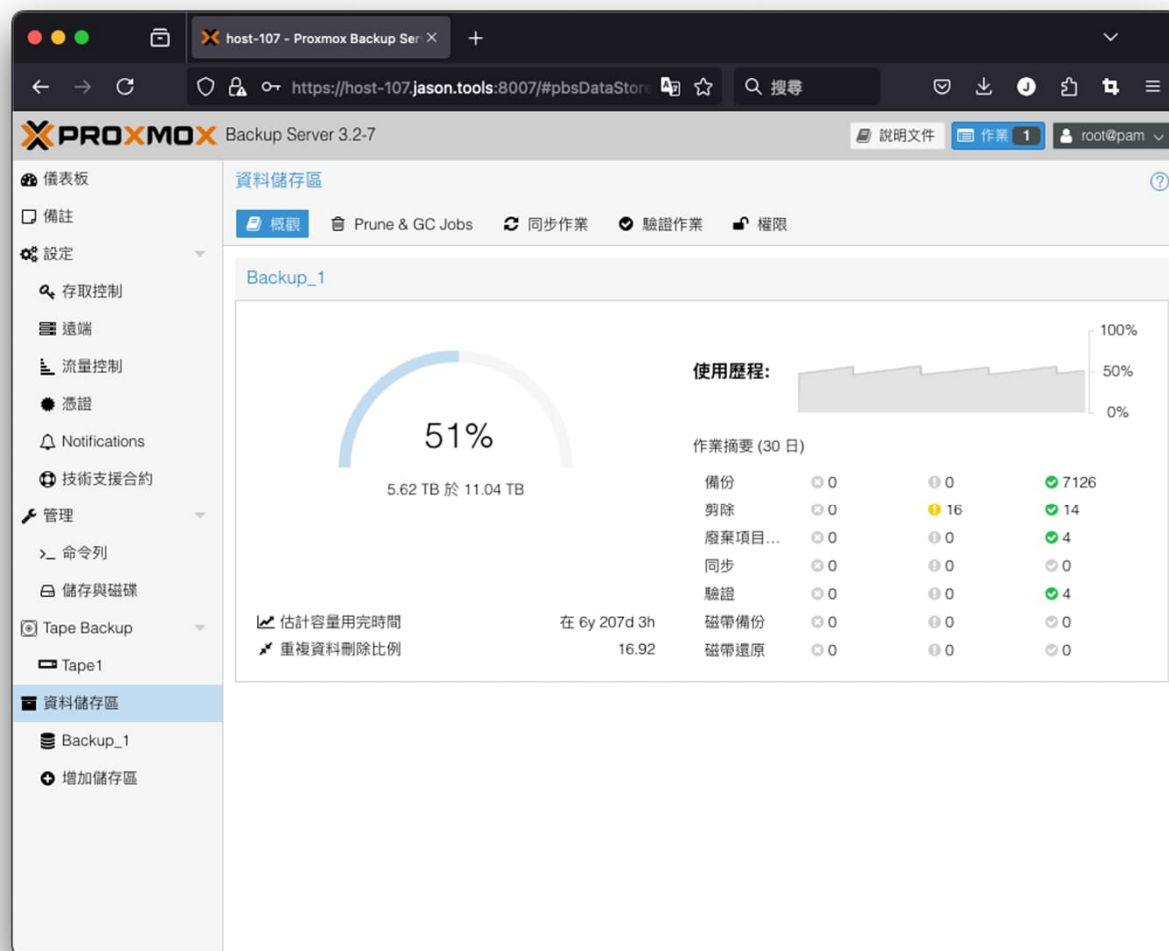 host-107 - Proxmox Backup Ser
https://host-107.jason.tools:8007/#pbsDataStore
搜尋
J
PROXMOX Backup Server 3.2-7
說明文件
作業 1
root@pam
儀表板
備註
設定
存取控制
遠端
流量控制
憑證
Notifications
技術支援合約
管理
命令列
儲存與磁碟
Tape Backup
Tape1
資料儲存區
Backup_1
增加儲存區
資料儲存區
概觀 Prune & GC Jobs 同步作業 驗證作業 權限
Backup_1
51%
5.62 TB 於 11.04 TB
估計容量用完時間 在 6y 207d 3h
重複資料刪除比例 16.92
使用歷程:
100%
50%
0%
作業摘要 (30 日)
備份 0 0 7126
剪除 0 16 14
廢棄項目... 0 0 4
同步 0 0 0
驗證 0 0 4
磁帶備份 0 0 0
磁帶還原 0 0 0